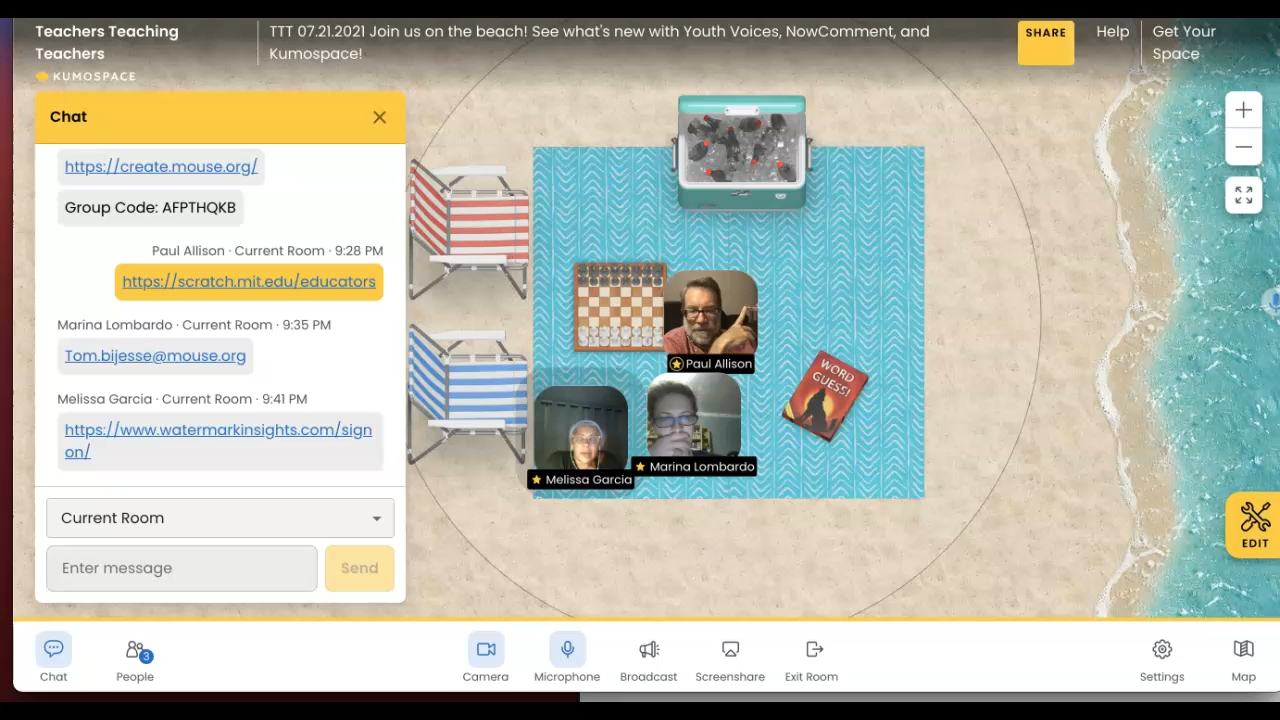 Teachers Teaching
Teachers
KUMOSPACE
TTT 07.21.2021 Join us on the beach! See what's new with Youth Voices, NowComment, and
Kumospace!
SHARE
Help
Get Your
Space
Chat
https://create.mouse.org/
Group Code: AFPTHQKB
Paul Allison · Current Room · 9:28 PM
https://scratch.mit.edu/educators
Marina Lombardo · Current Room · 9:35 PM
Tom.bijesse@mouse.org
Melissa Garcia · Current Room · 9:41 PM
https://www.watermarkinsights.com/sign
on/
Current Room
Enter message
Send
Paul Allison
WORD
GUESS!
Marina Lombardo
Melissa Garcia
EDIT
Chat
3
People
Camera
Microphone
Broadcast
Screenshare
Exit Room
Settings
Map